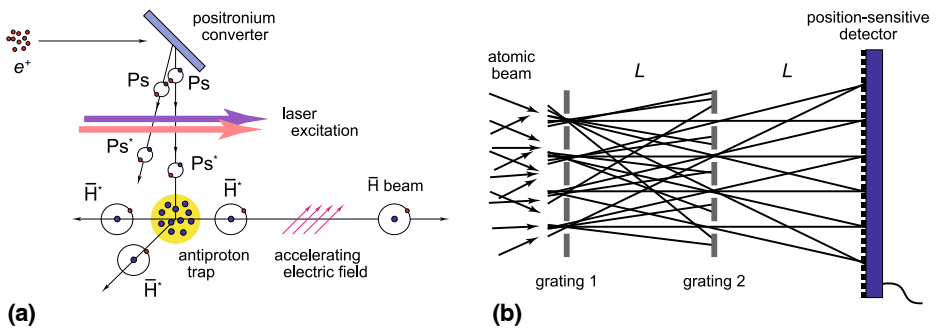 positronium
converter
e⁺
Ps
Ps
laser
excitation
Ps*
Ps*
H̅*
H̅*
H̅ beam
antiproton
trap
accelerating
electric field
H̅*
(a)
position-sensitive
detector
atomic
beam
L
L
grating 1
grating 2
(b)